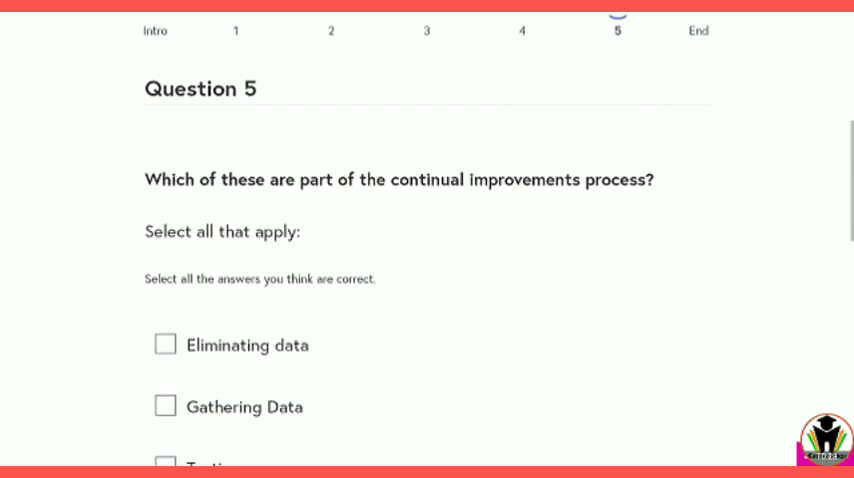 Intro 1 2 3 4 5 End
Question 5
Which of these are part of the continual improvements process?
Select all that apply:
Select all the answers you think are correct.
Eliminating data
Gathering Data